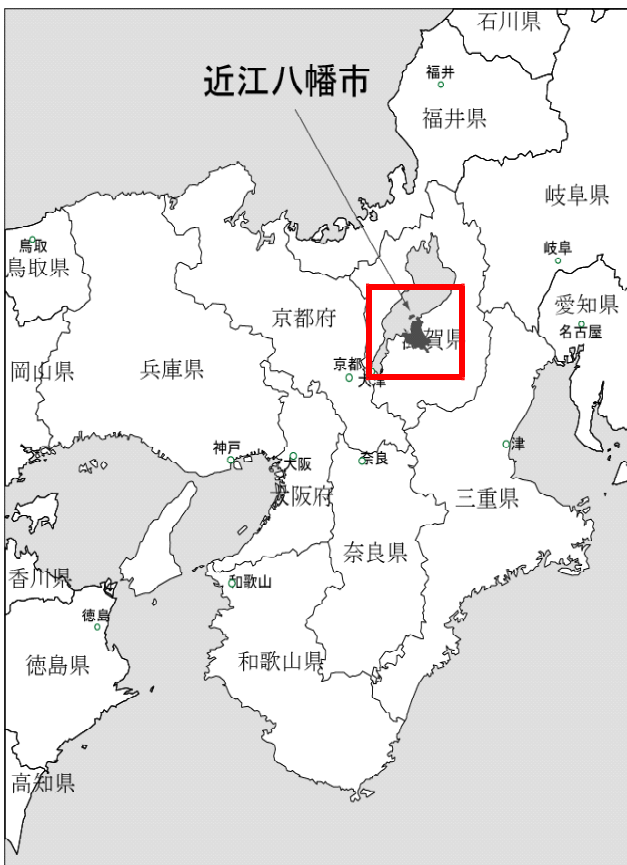 石川県
近江八幡市
福井
福井県
岐阜県
鳥取
鳥取県
岐阜
愛知県
名古屋
京都府
滋賀県
岡山県
兵庫県
京都
大津
神戸
大阪
奈良
津
大阪府
三重県
奈良県
香川県
和歌山
徳島
徳島県
和歌山県
高知県